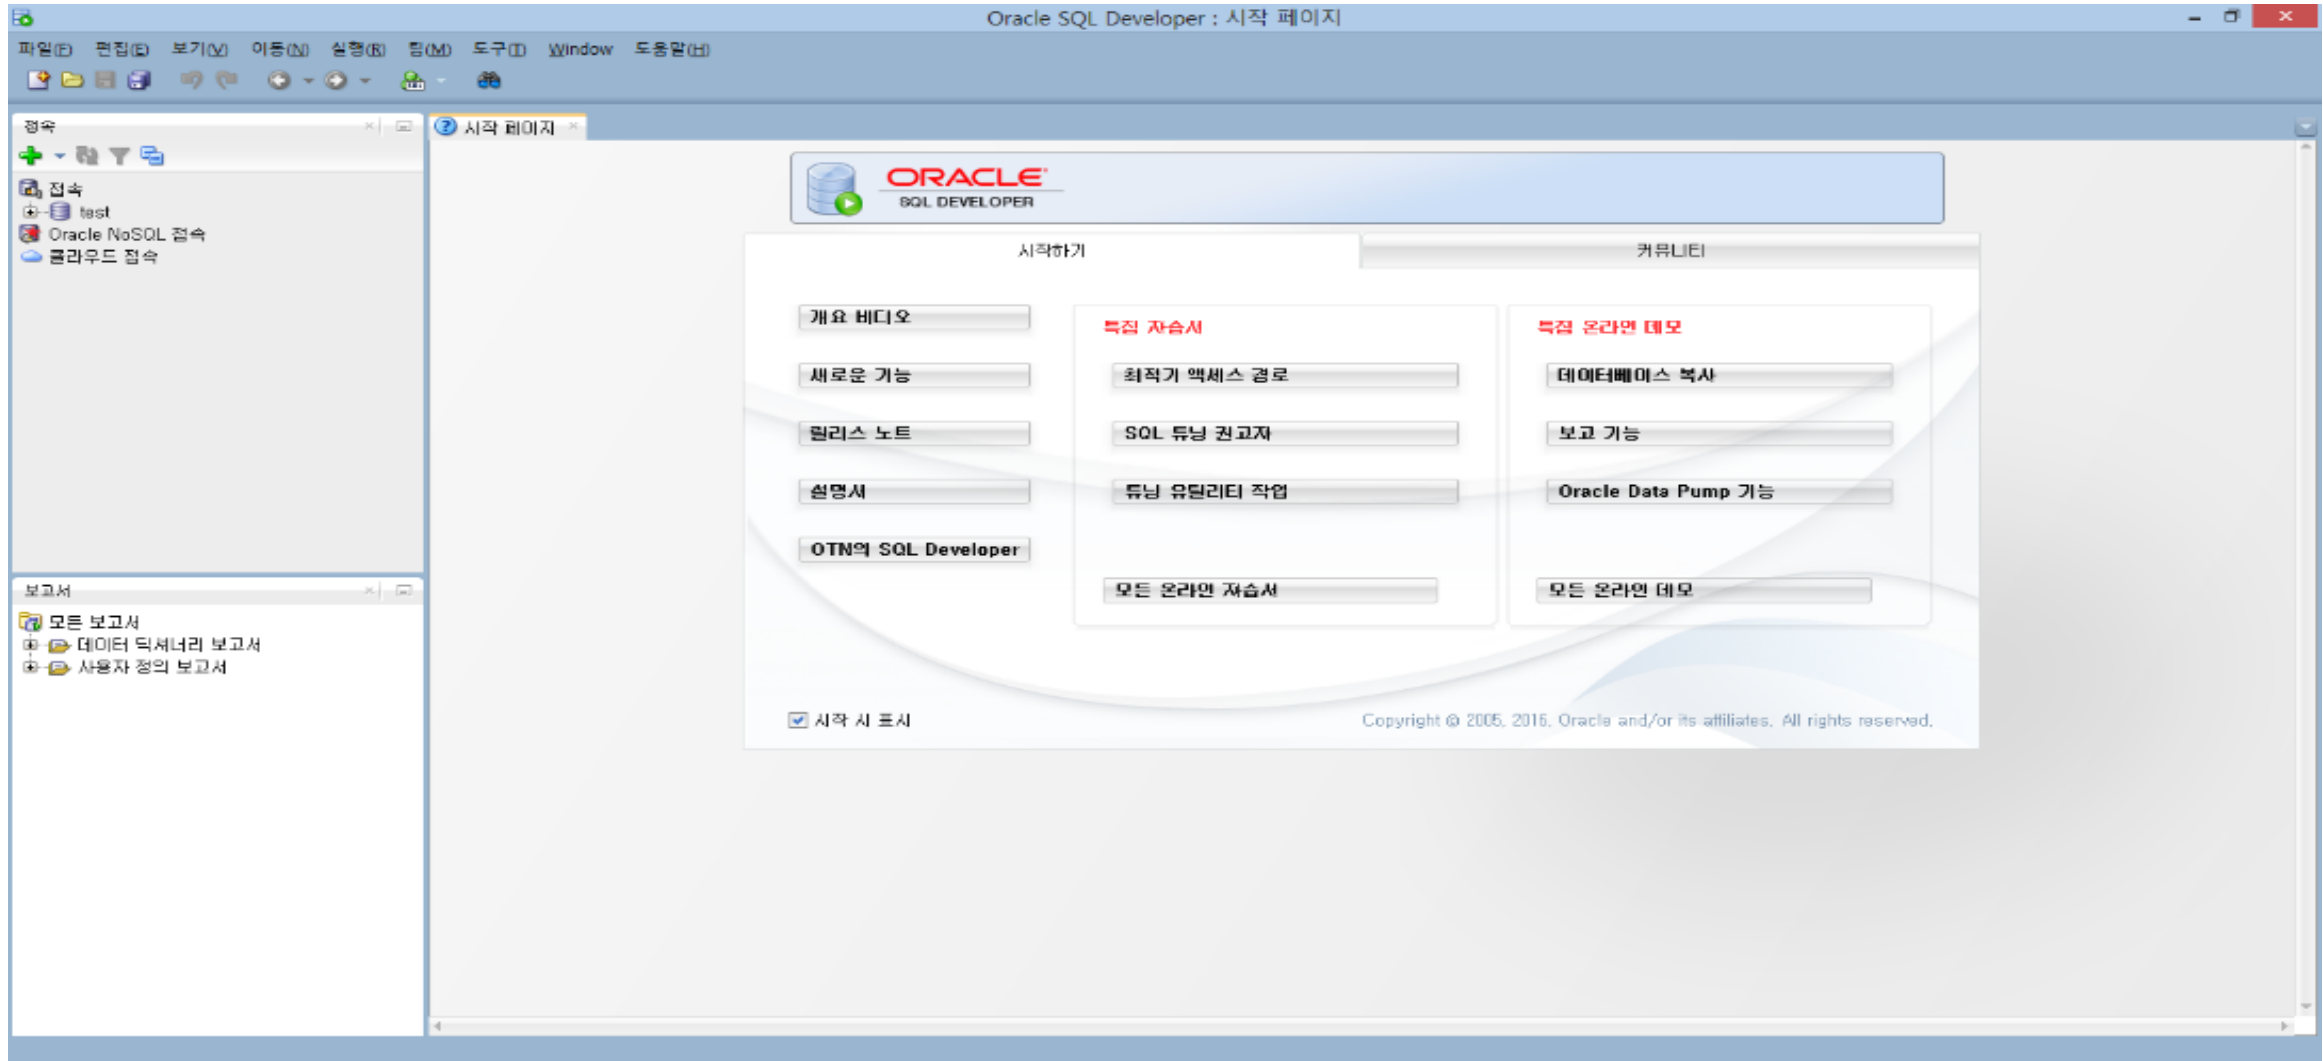 Oracle SQL Developer : 시작 페이지
파일(F) 편집(E) 보기(V) 이동(N) 실행(R) 팀(M) 도구(T) Window 도움말(H)
접속
시작 페이지
ORACLE
SQL DEVELOPER
접속
test
Oracle NoSQL 접속
클라우드 접속
시작하기 커뮤니티
개요 비디오
특집 자습서
특집 온라인 데모
새로운 기능
최적기 액세스 경로
데이터베이스 복사
릴리스 노트
SQL 튜닝 권고자
보고 기능
설명서
튜닝 유틸리티 작업
Oracle Data Pump 기능
OTN의 SQL Developer
모든 온라인 자습서
모든 온라인 데모
보고서
모든 보고서
데이터 딕셔너리 보고서
사용자 정의 보고서
시작 시 표시
Copyright © 2005, 2016, Oracle and/or its affiliates. All rights reserved.